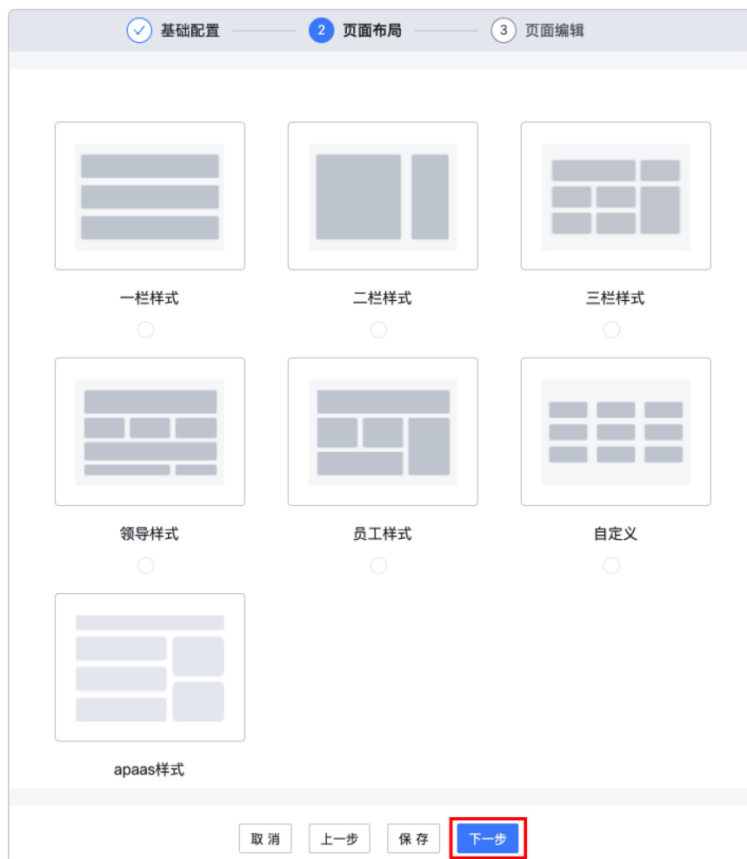 基础配置 2 页面布局 3 页面编辑
一栏样式 二栏样式 三栏样式
领导样式 员工样式 自定义
apaas样式
取消 上一步 保存 下一步